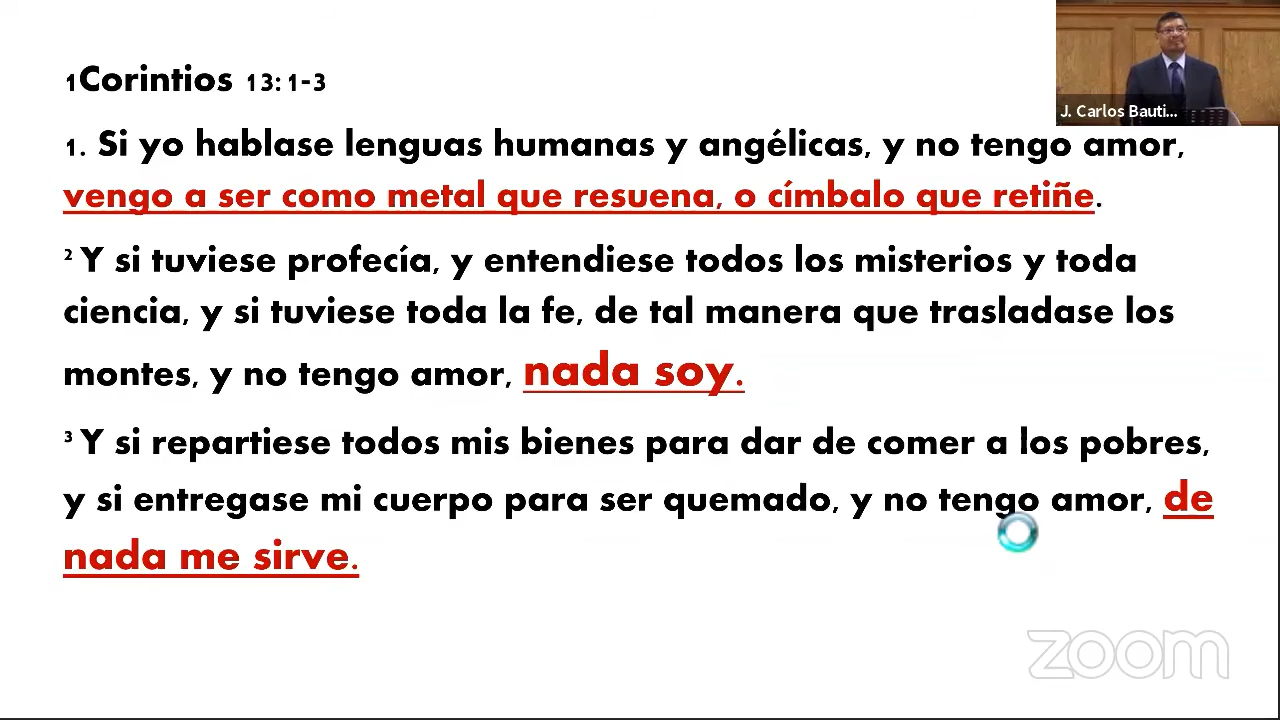 1Corintios 13:1-3
J. Carlos Bauti...
1. Si yo hablase lenguas humanas y angélicas, y no tengo amor,
vengo a ser como metal que resuena, o címbalo que retiñe.
2 Y si tuviese profecía, y entendiese todos los misterios y toda
ciencia, y si tuviese toda la fe, de tal manera que trasladase los
montes, y no tengo amor, nada soy.
3 Y si repartiese todos mis bienes para dar de comer a los pobres,
y si entregase mi cuerpo para ser quemado, y no tengo amor, de
nada me sirve.
zoom